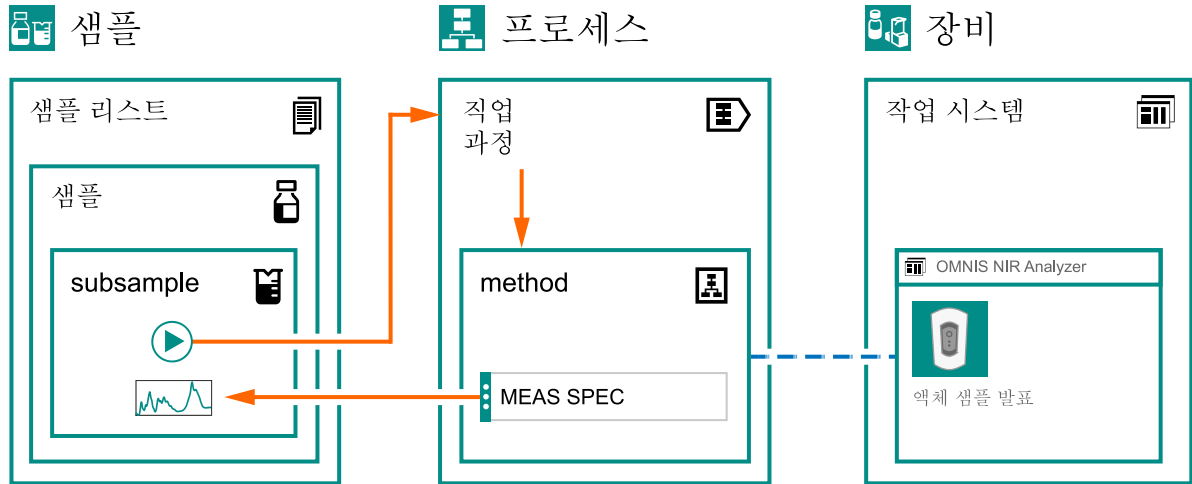 샘플
프로세스
장비
샘플 리스트
샘플
subsample
직업
과정
method
MEAS SPEC
작업 시스템
OMNIS NIR Analyzer
액체 샘플 발표